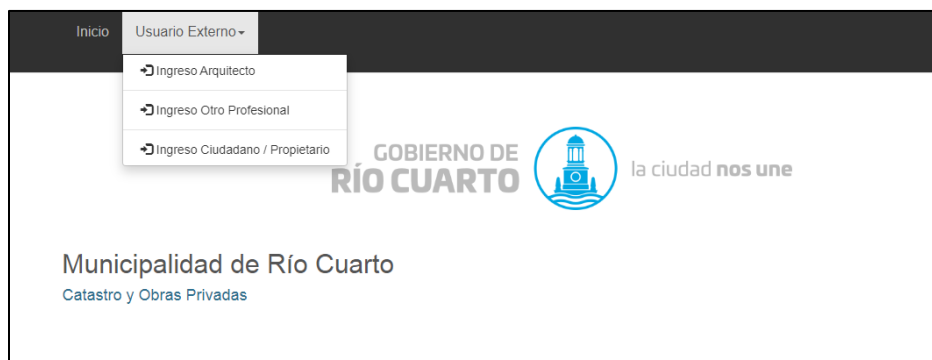 Inicio
Usuario Externo
Ingreso Arquitecto
Ingreso Otro Profesional
Ingreso Ciudadano / Propietario
GOBIERNO DE
RÍO CUARTO
la ciudad nos une
Municipalidad de Río Cuarto
Catastro y Obras Privadas